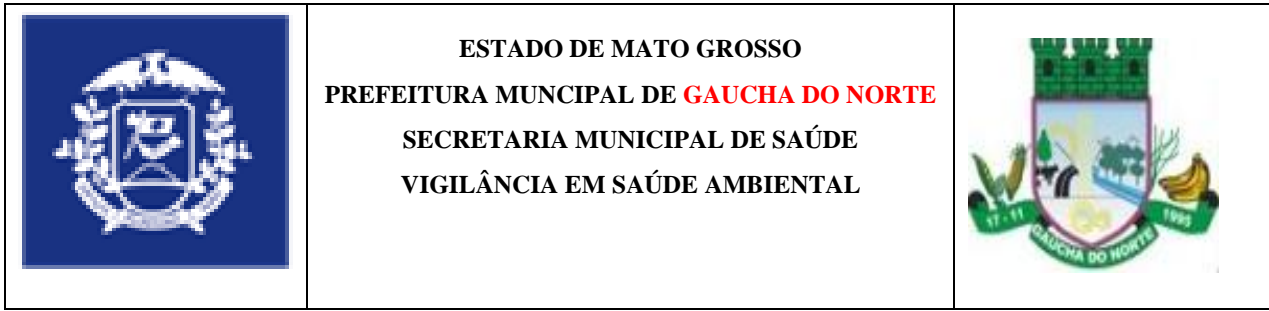 ESTADO DE MATO GROSSO
PREFEITURA MUNCIPAL DE GAUCHA DO NORTE
SECRETARIA MUNICIPAL DE SAÚDE
VIGILÂNCIA EM SAÚDE AMBIENTAL
17 - 11
GAUCHA DO NORTE
1995